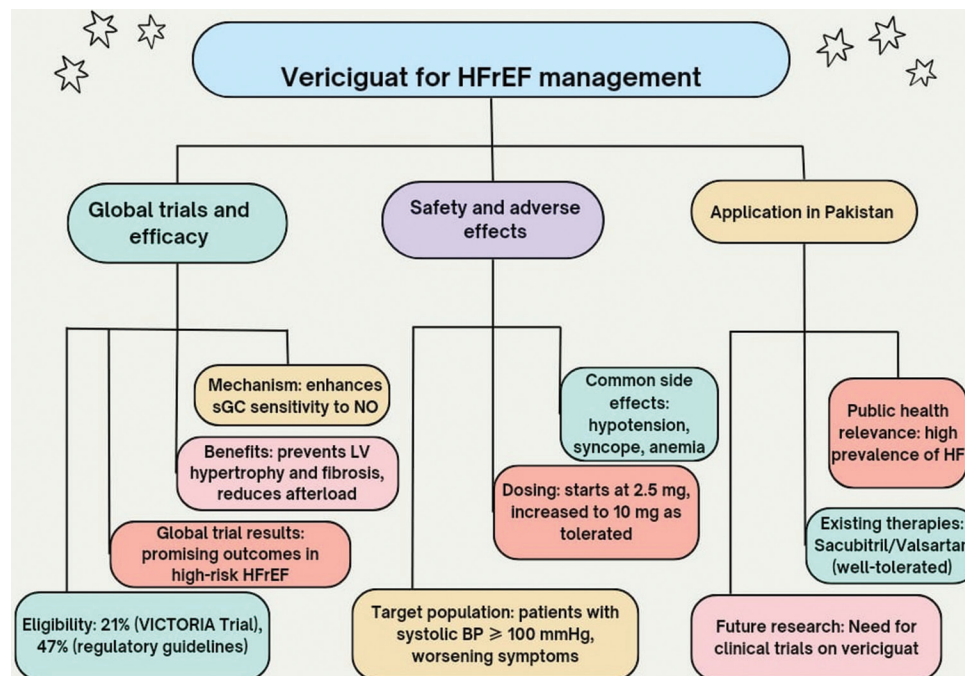 Vericiguat for HFrEF management
Global trials and
efficacy
Mechanism: enhances
sGC sensitivity to NO
Benefits: prevents LV
hypertrophy and fibrosis,
reduces afterload
Global trial results:
promising outcomes in
high-risk HFrEF
Eligibility: 21% (VICTORIA Trial),
47% (regulatory guidelines)
Safety and adverse
effects
Common side
effects:
hypotension,
syncope, anemia
Dosing: starts at 2.5 mg,
increased to 10 mg as
tolerated
Target population: patients with
systolic BP ⩾ 100 mmHg,
worsening symptoms
Application in Pakistan
Public health
relevance: high
prevalence of HF
Existing therapies:
Sacubitril/Valsartan
(well-tolerated)
Future research: Need for
clinical trials on vericiguat